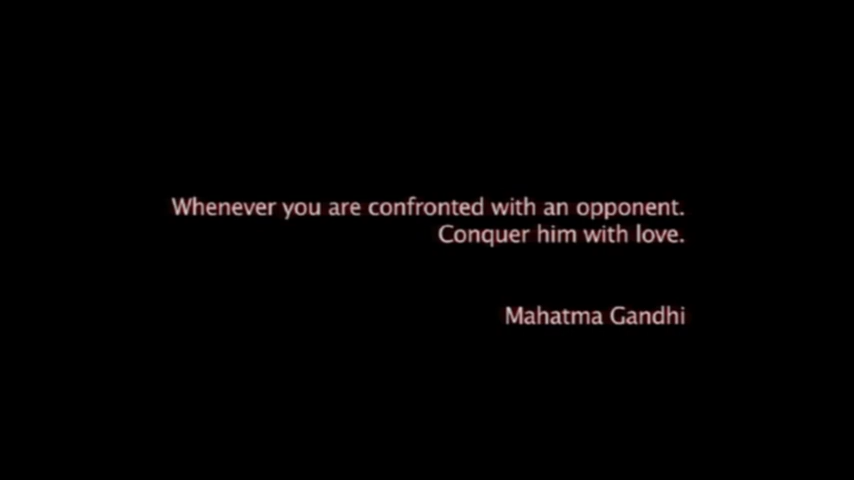 Whenever you are confronted with an opponent.
Conquer him with love.
Mahatma Gandhi